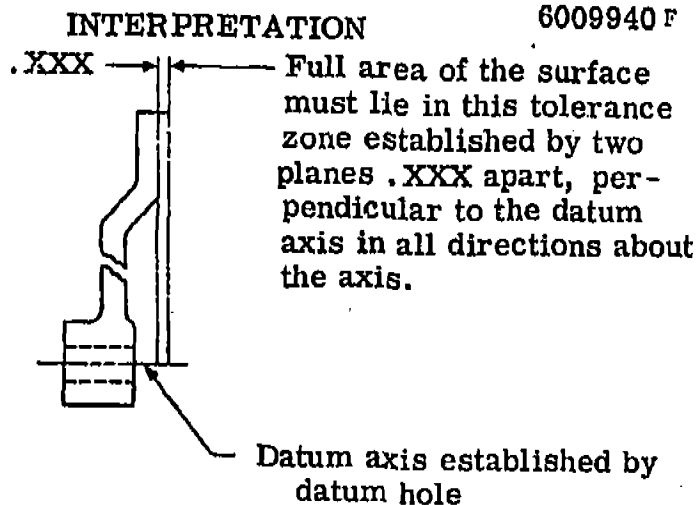 INTERPRETATION
6009940 F
.XXX
Full area of the surface
must lie in this tolerance
zone established by two
planes .XXX apart, per-
pendicular to the datum
axis in all directions about
the axis.
Datum axis established by
datum hole